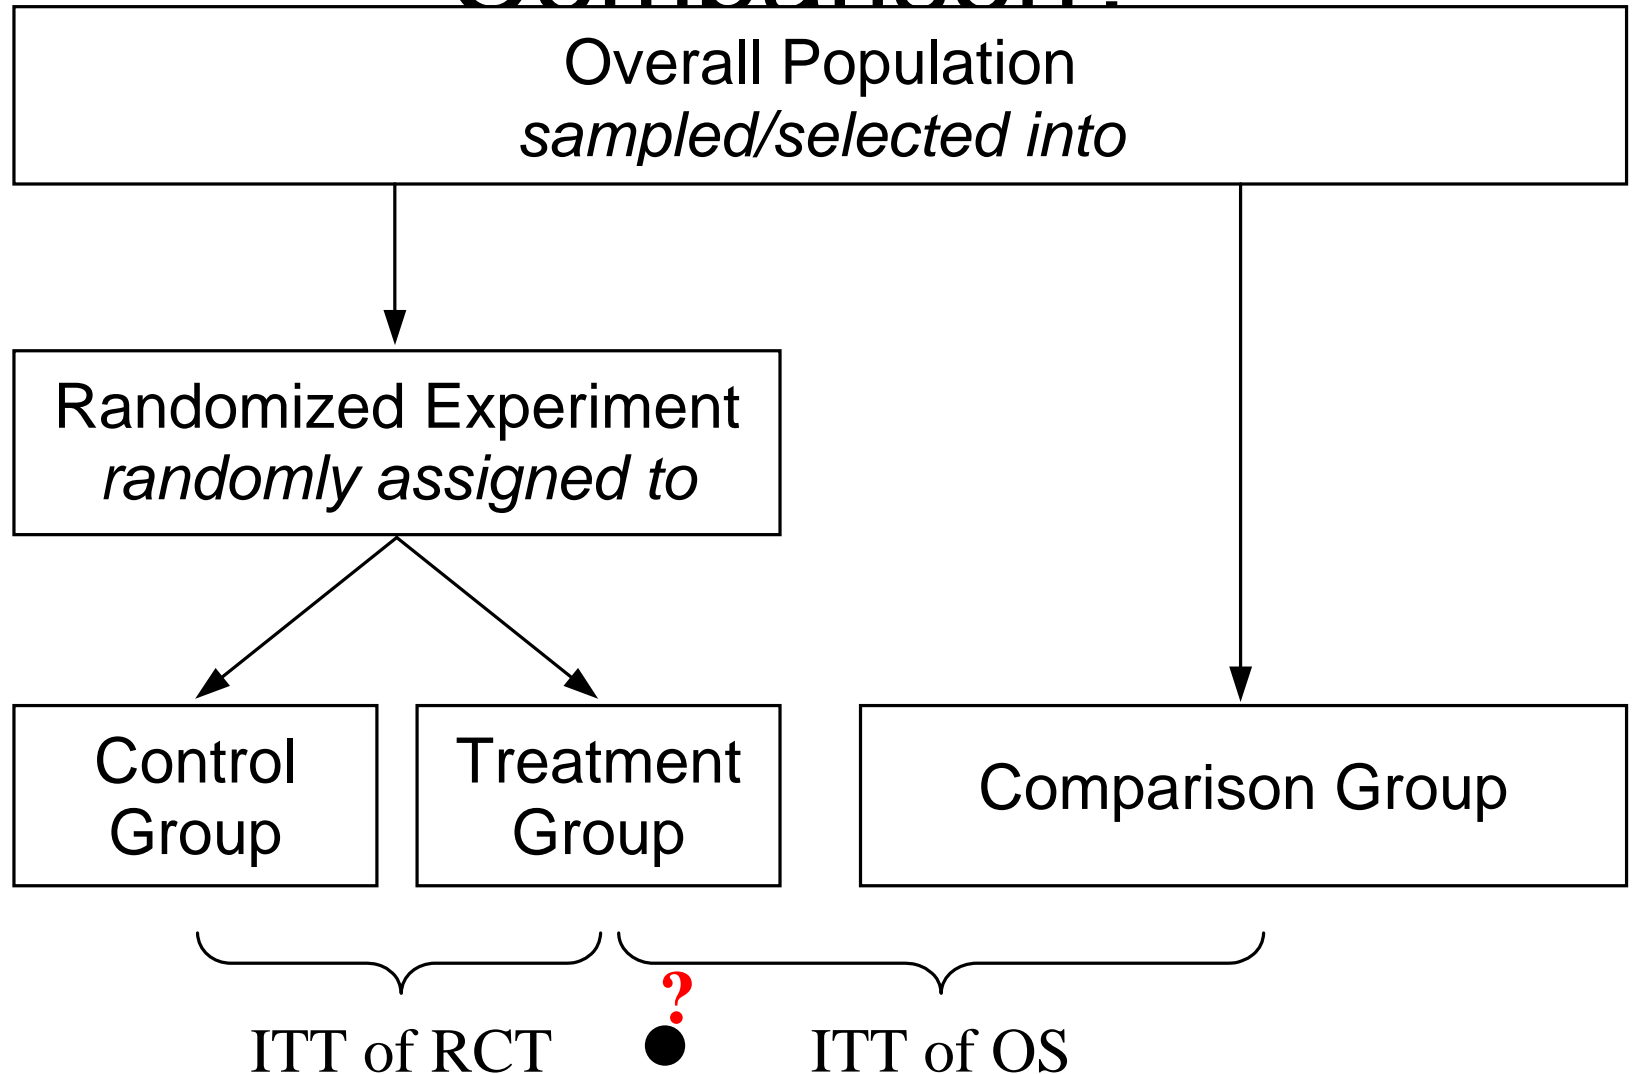 Overall Population
sampled/selected into
Randomized Experiment
randomly assigned to
Control
Group
Treatment
Group
Comparison Group
?
ITT of RCT
ITT of OS